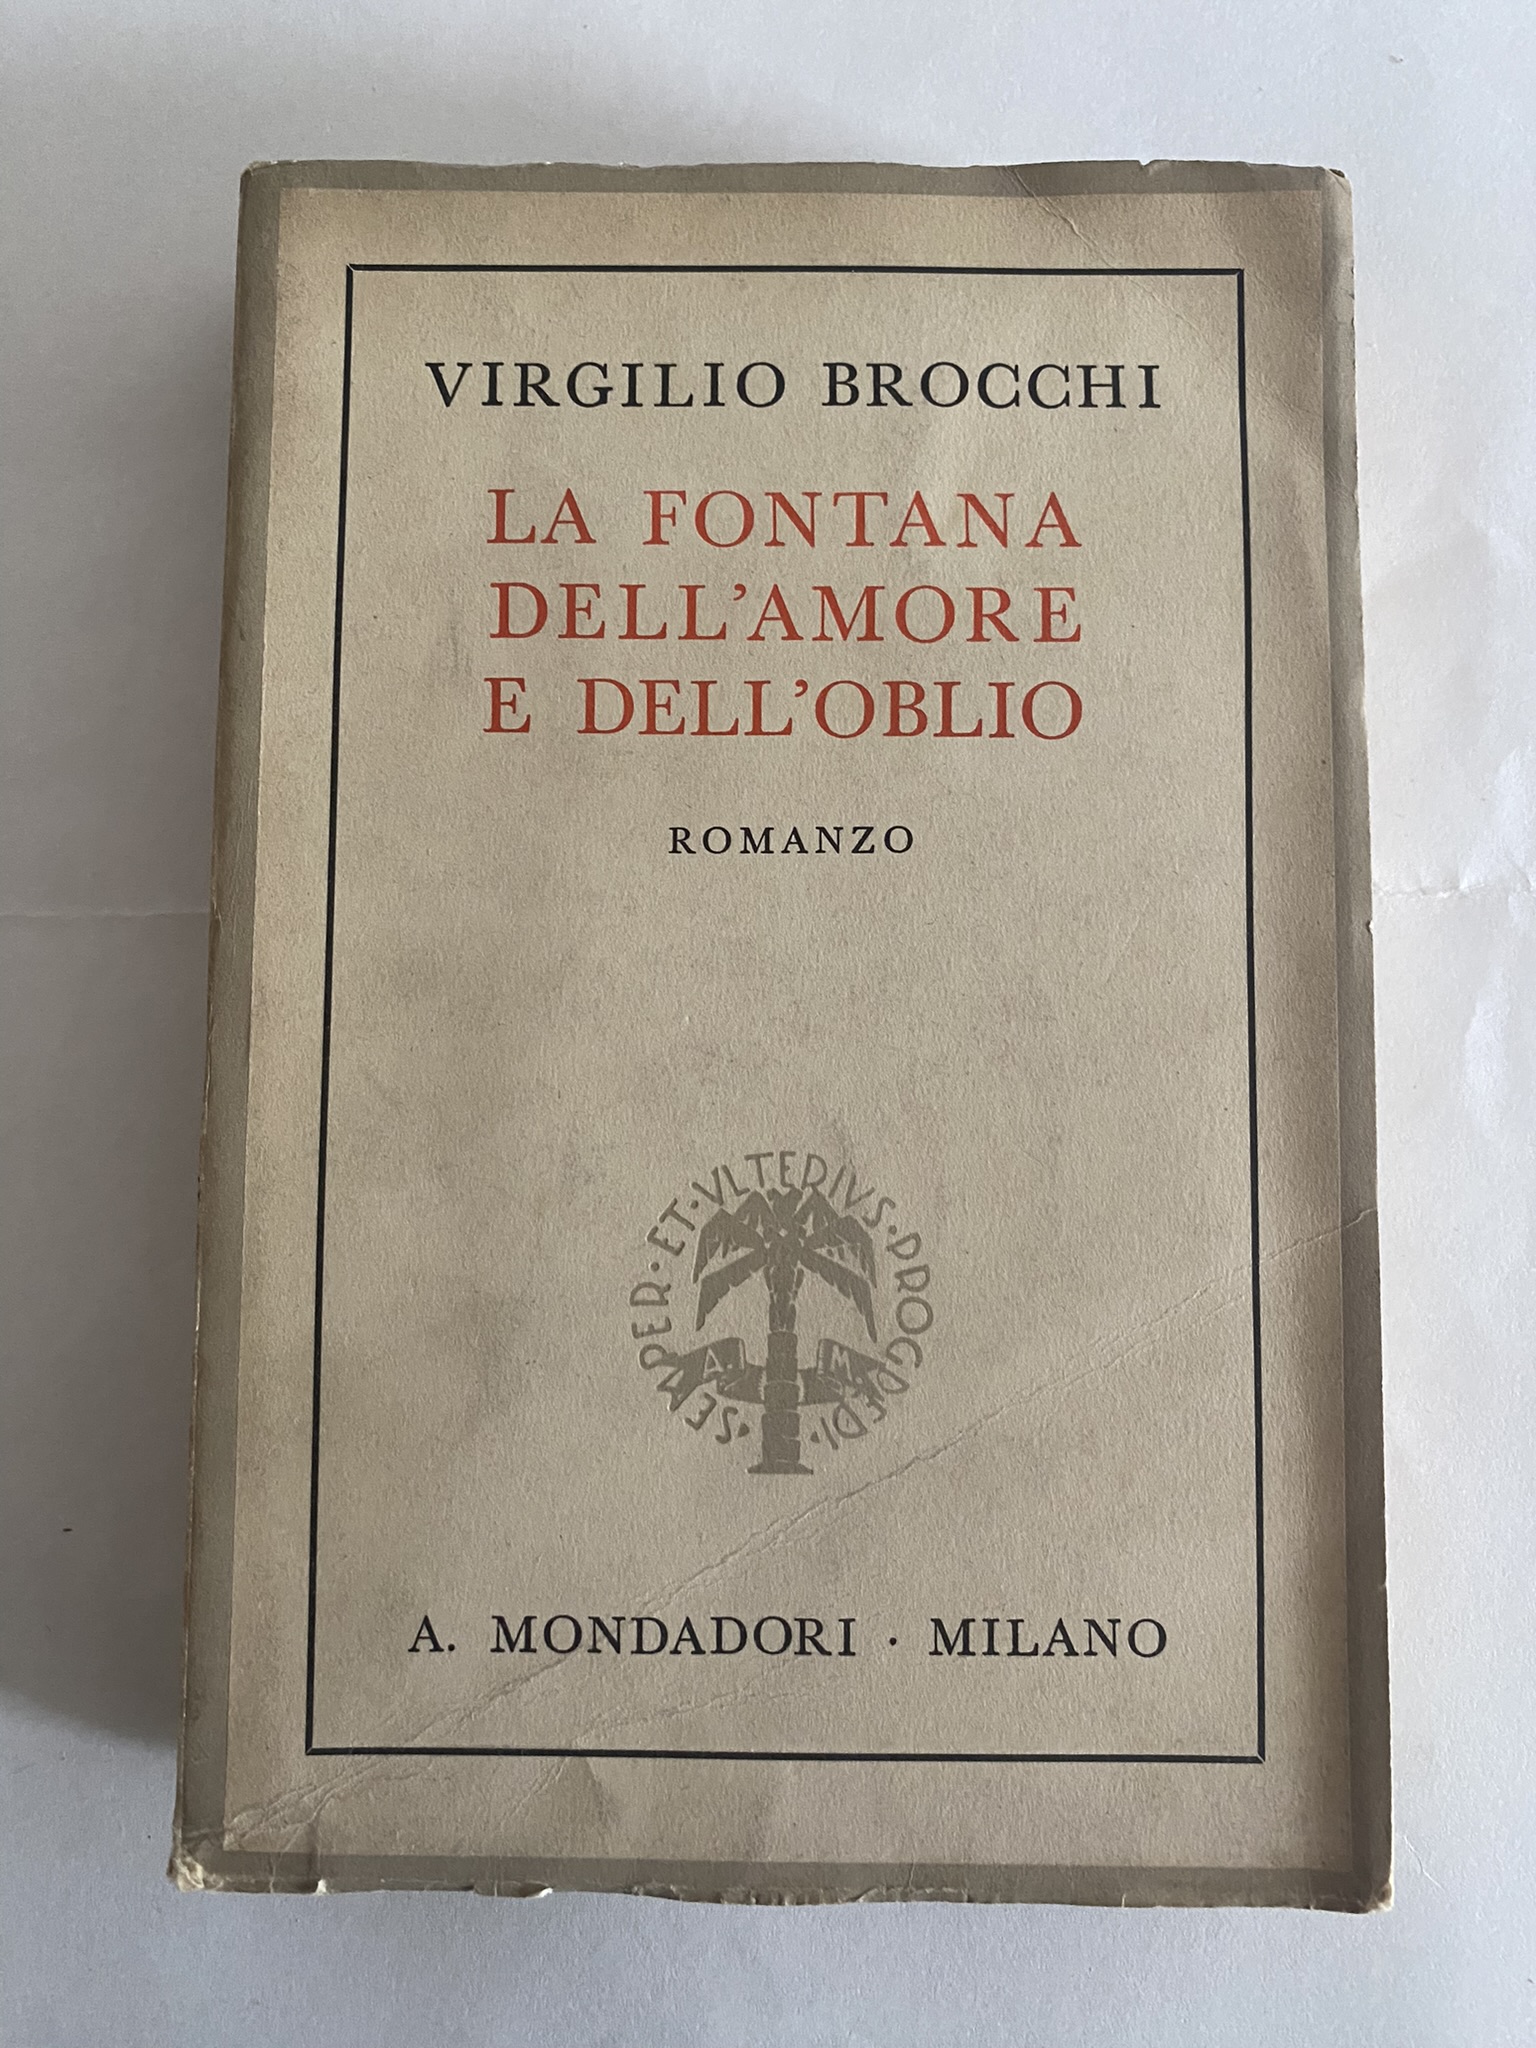 VIRGILIO BROCCHI
LA FONTANA
DELL'AMORE
E DELL'OBLIO
ROMANZO
·SEMPER·ET·VLTERIVS·PROGREDI·
A. M.
A. MONDADORI · MILANO